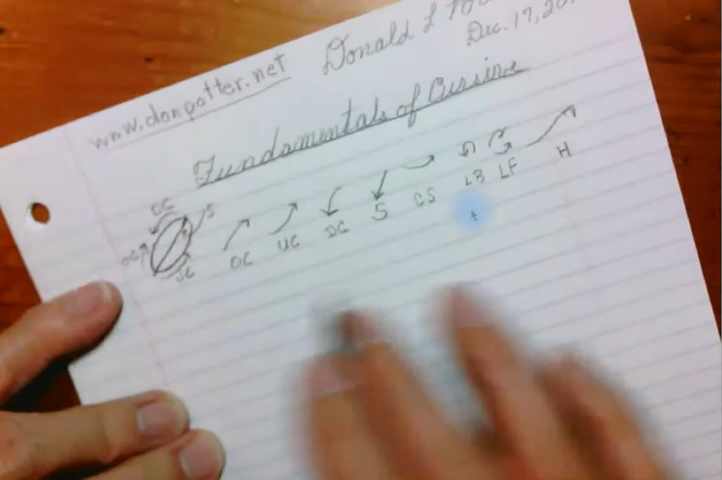 www.donpotter.net Donald L
Dec. 17, 20
Fundamentals of Cursive
DC S
OC UC
OC UC DC S CS LB LF H